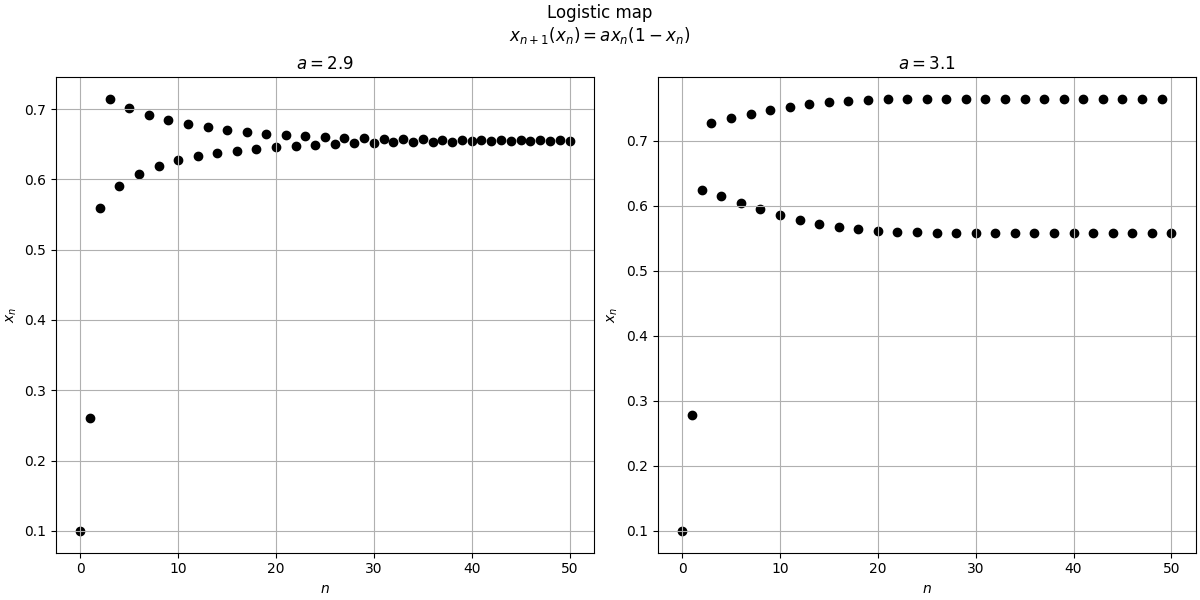 Logistic map
$x_{n+1}(x_n) = ax_n(1 - x_n)$
$a = 2.9$
0.7
0.6
0.5
0.4
0.3
0.2
0.1
$x_n$
0 10 20 30 40 50
$n$
$a = 3.1$
0.7
0.6
0.5
0.4
0.3
0.2
0.1
$x_n$
0 10 20 30 40 50
$n$